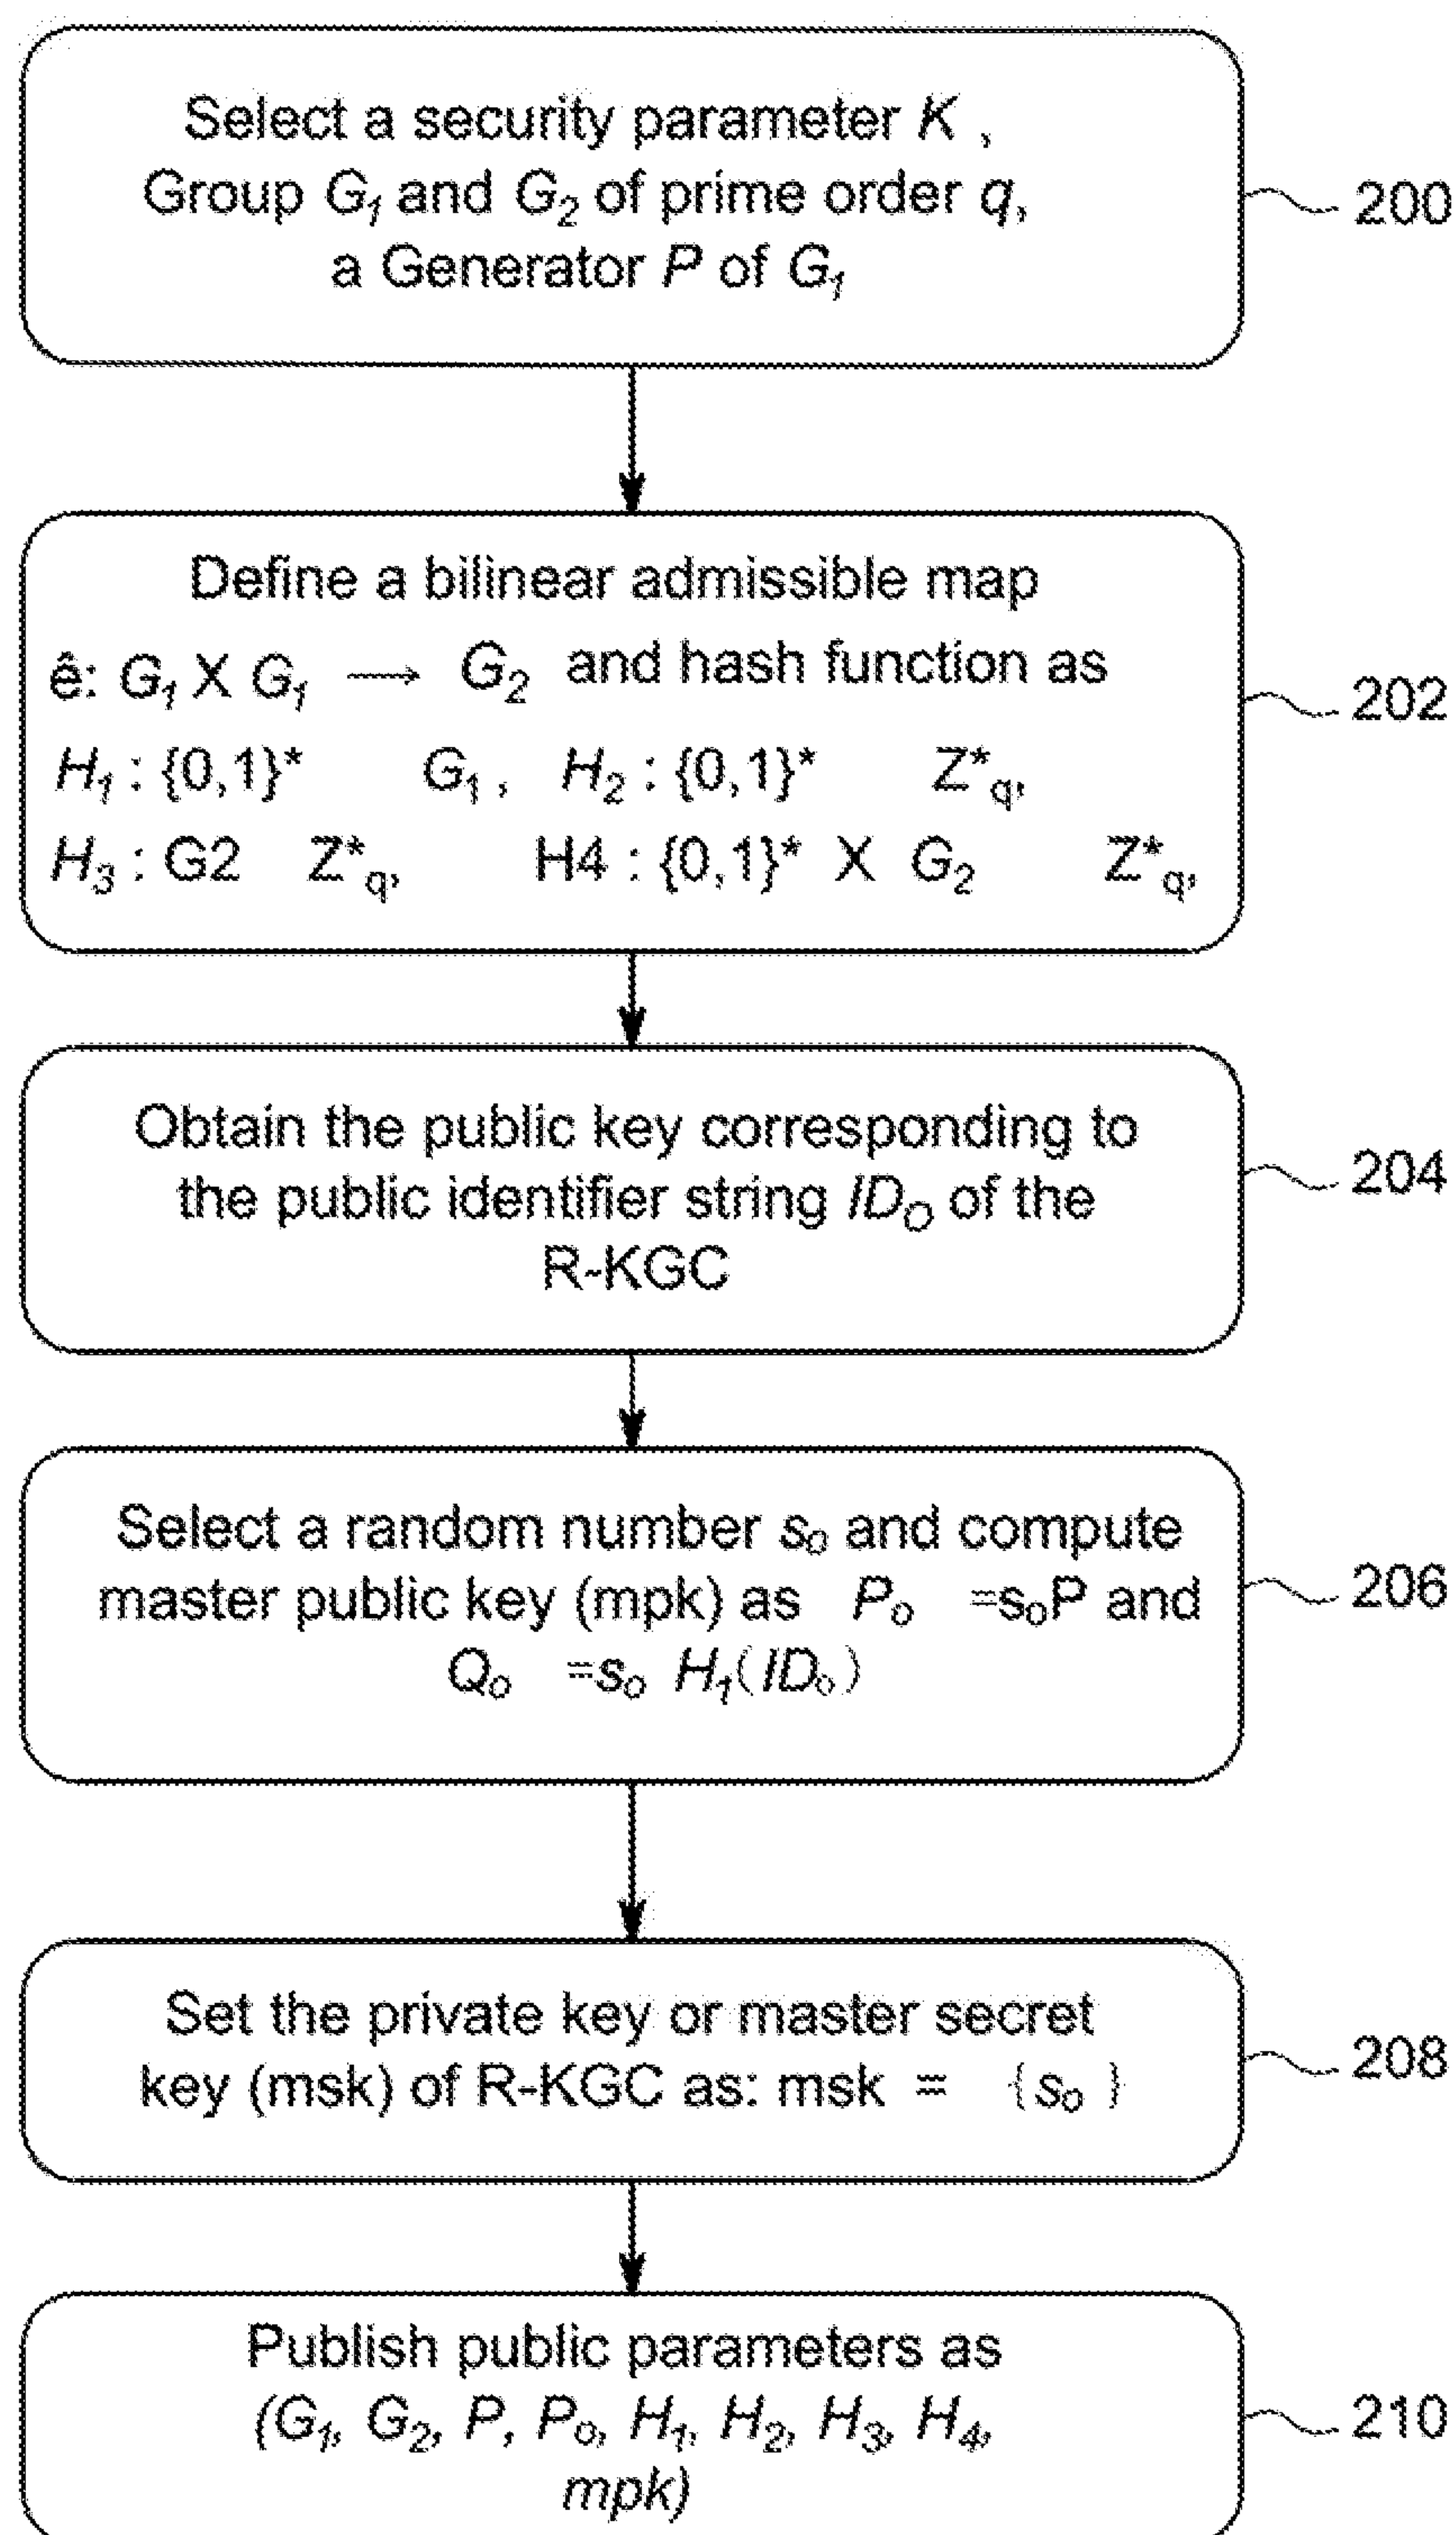 Select a security parameter K ,
Group G₁ and G₂ of prime order q,
a Generator P of G₁
200
Define a bilinear admissible map
ê: G₁ X G₁ → G₂ and hash function as
H₁ : {0,1}* G₁ , H₂ : {0,1}* Z*q,
H₃ : G2 Z*q, H4 : {0,1}* X G₂ Z*q,
202
Obtain the public key corresponding to
the public identifier string IDO of the
R-KGC
204
Select a random number so and compute
master public key (mpk) as Po =soP and
Qo =so H₁(IDo)
206
Set the private key or master secret
key (msk) of R-KGC as: msk = {so }
208
Publish public parameters as
(G₁, G₂, P, Po, H₁, H₂, H₃, H₄,
mpk)
210